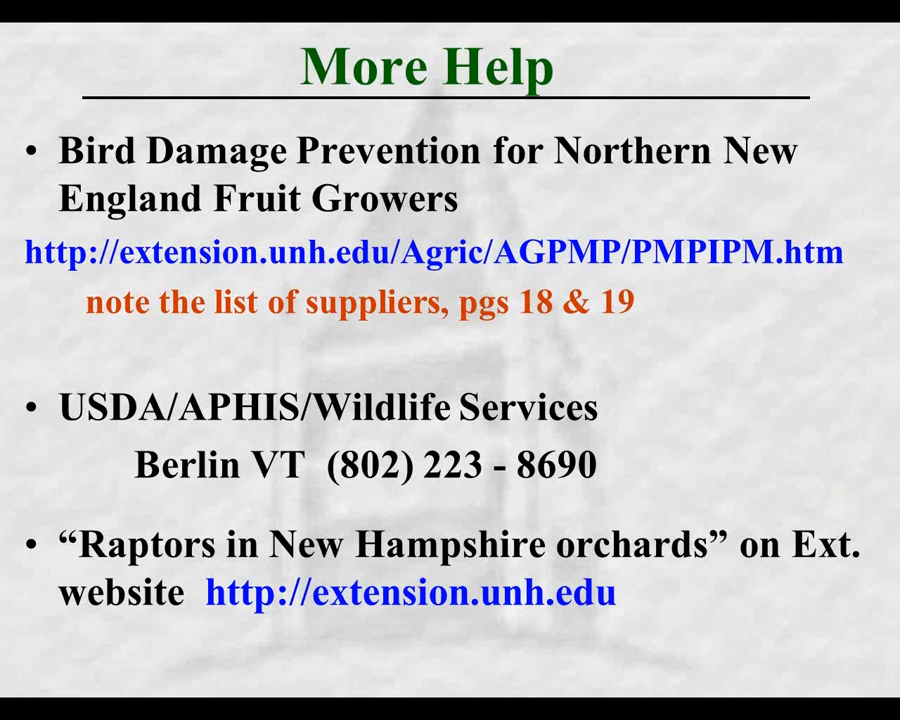 More Help
• Bird Damage Prevention for Northern New
England Fruit Growers
http://extension.unh.edu/Agric/AGPMP/PMPIPM.htm
note the list of suppliers, pgs 18 & 19
• USDA/APHIS/Wildlife Services
Berlin VT (802) 223 - 8690
• “Raptors in New Hampshire orchards” on Ext.
website http://extension.unh.edu